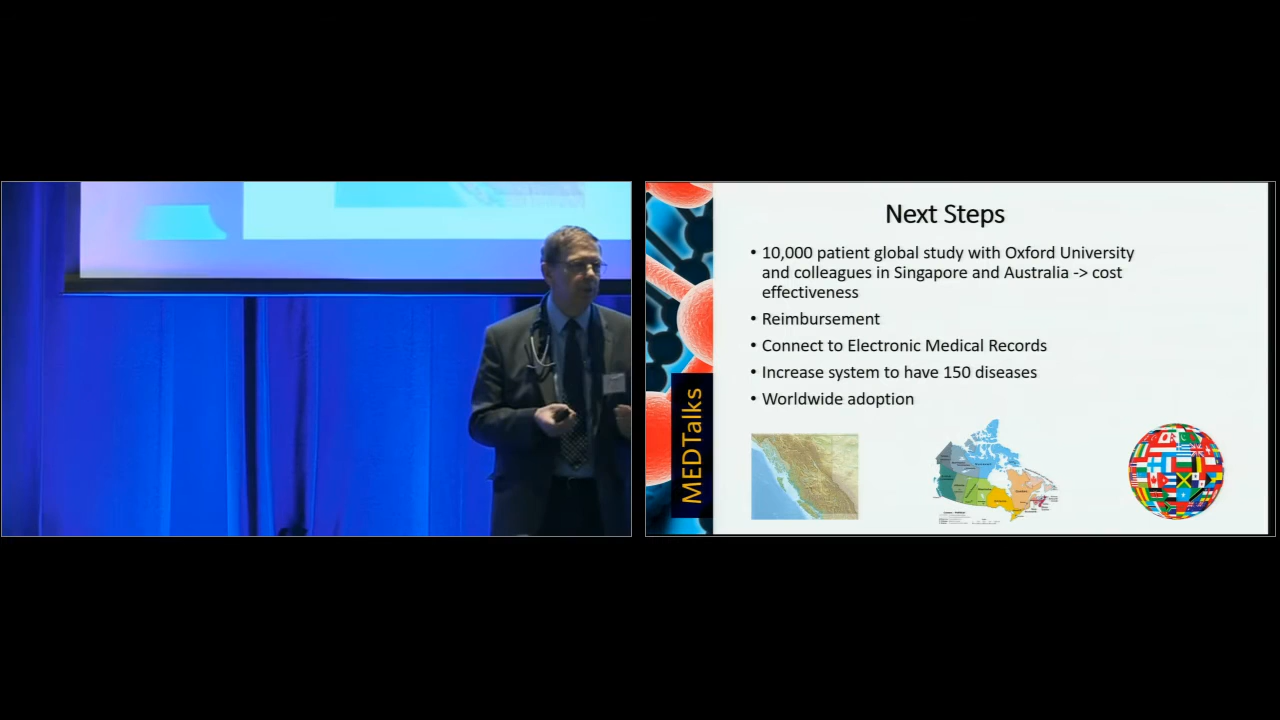 Next Steps
• 10,000 patient global study with Oxford University
and colleagues in Singapore and Australia -> cost
effectiveness
• Reimbursement
• Connect to Electronic Medical Records
• Increase system to have 150 diseases
• Worldwide adoption
MEDTalks